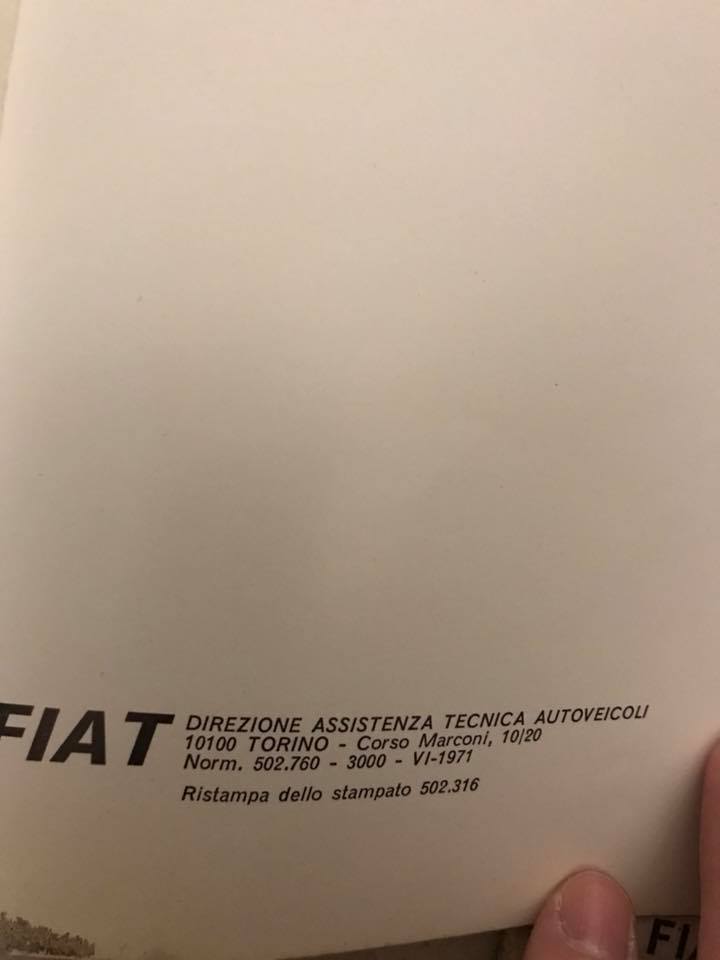 FIAT
DIREZIONE ASSISTENZA TECNICA AUTOVEICOLI
10100 TORINO - Corso Marconi, 10/20
Norm. 502.760 - 3000 - VI-1971
Ristampa dello stampato 502.316